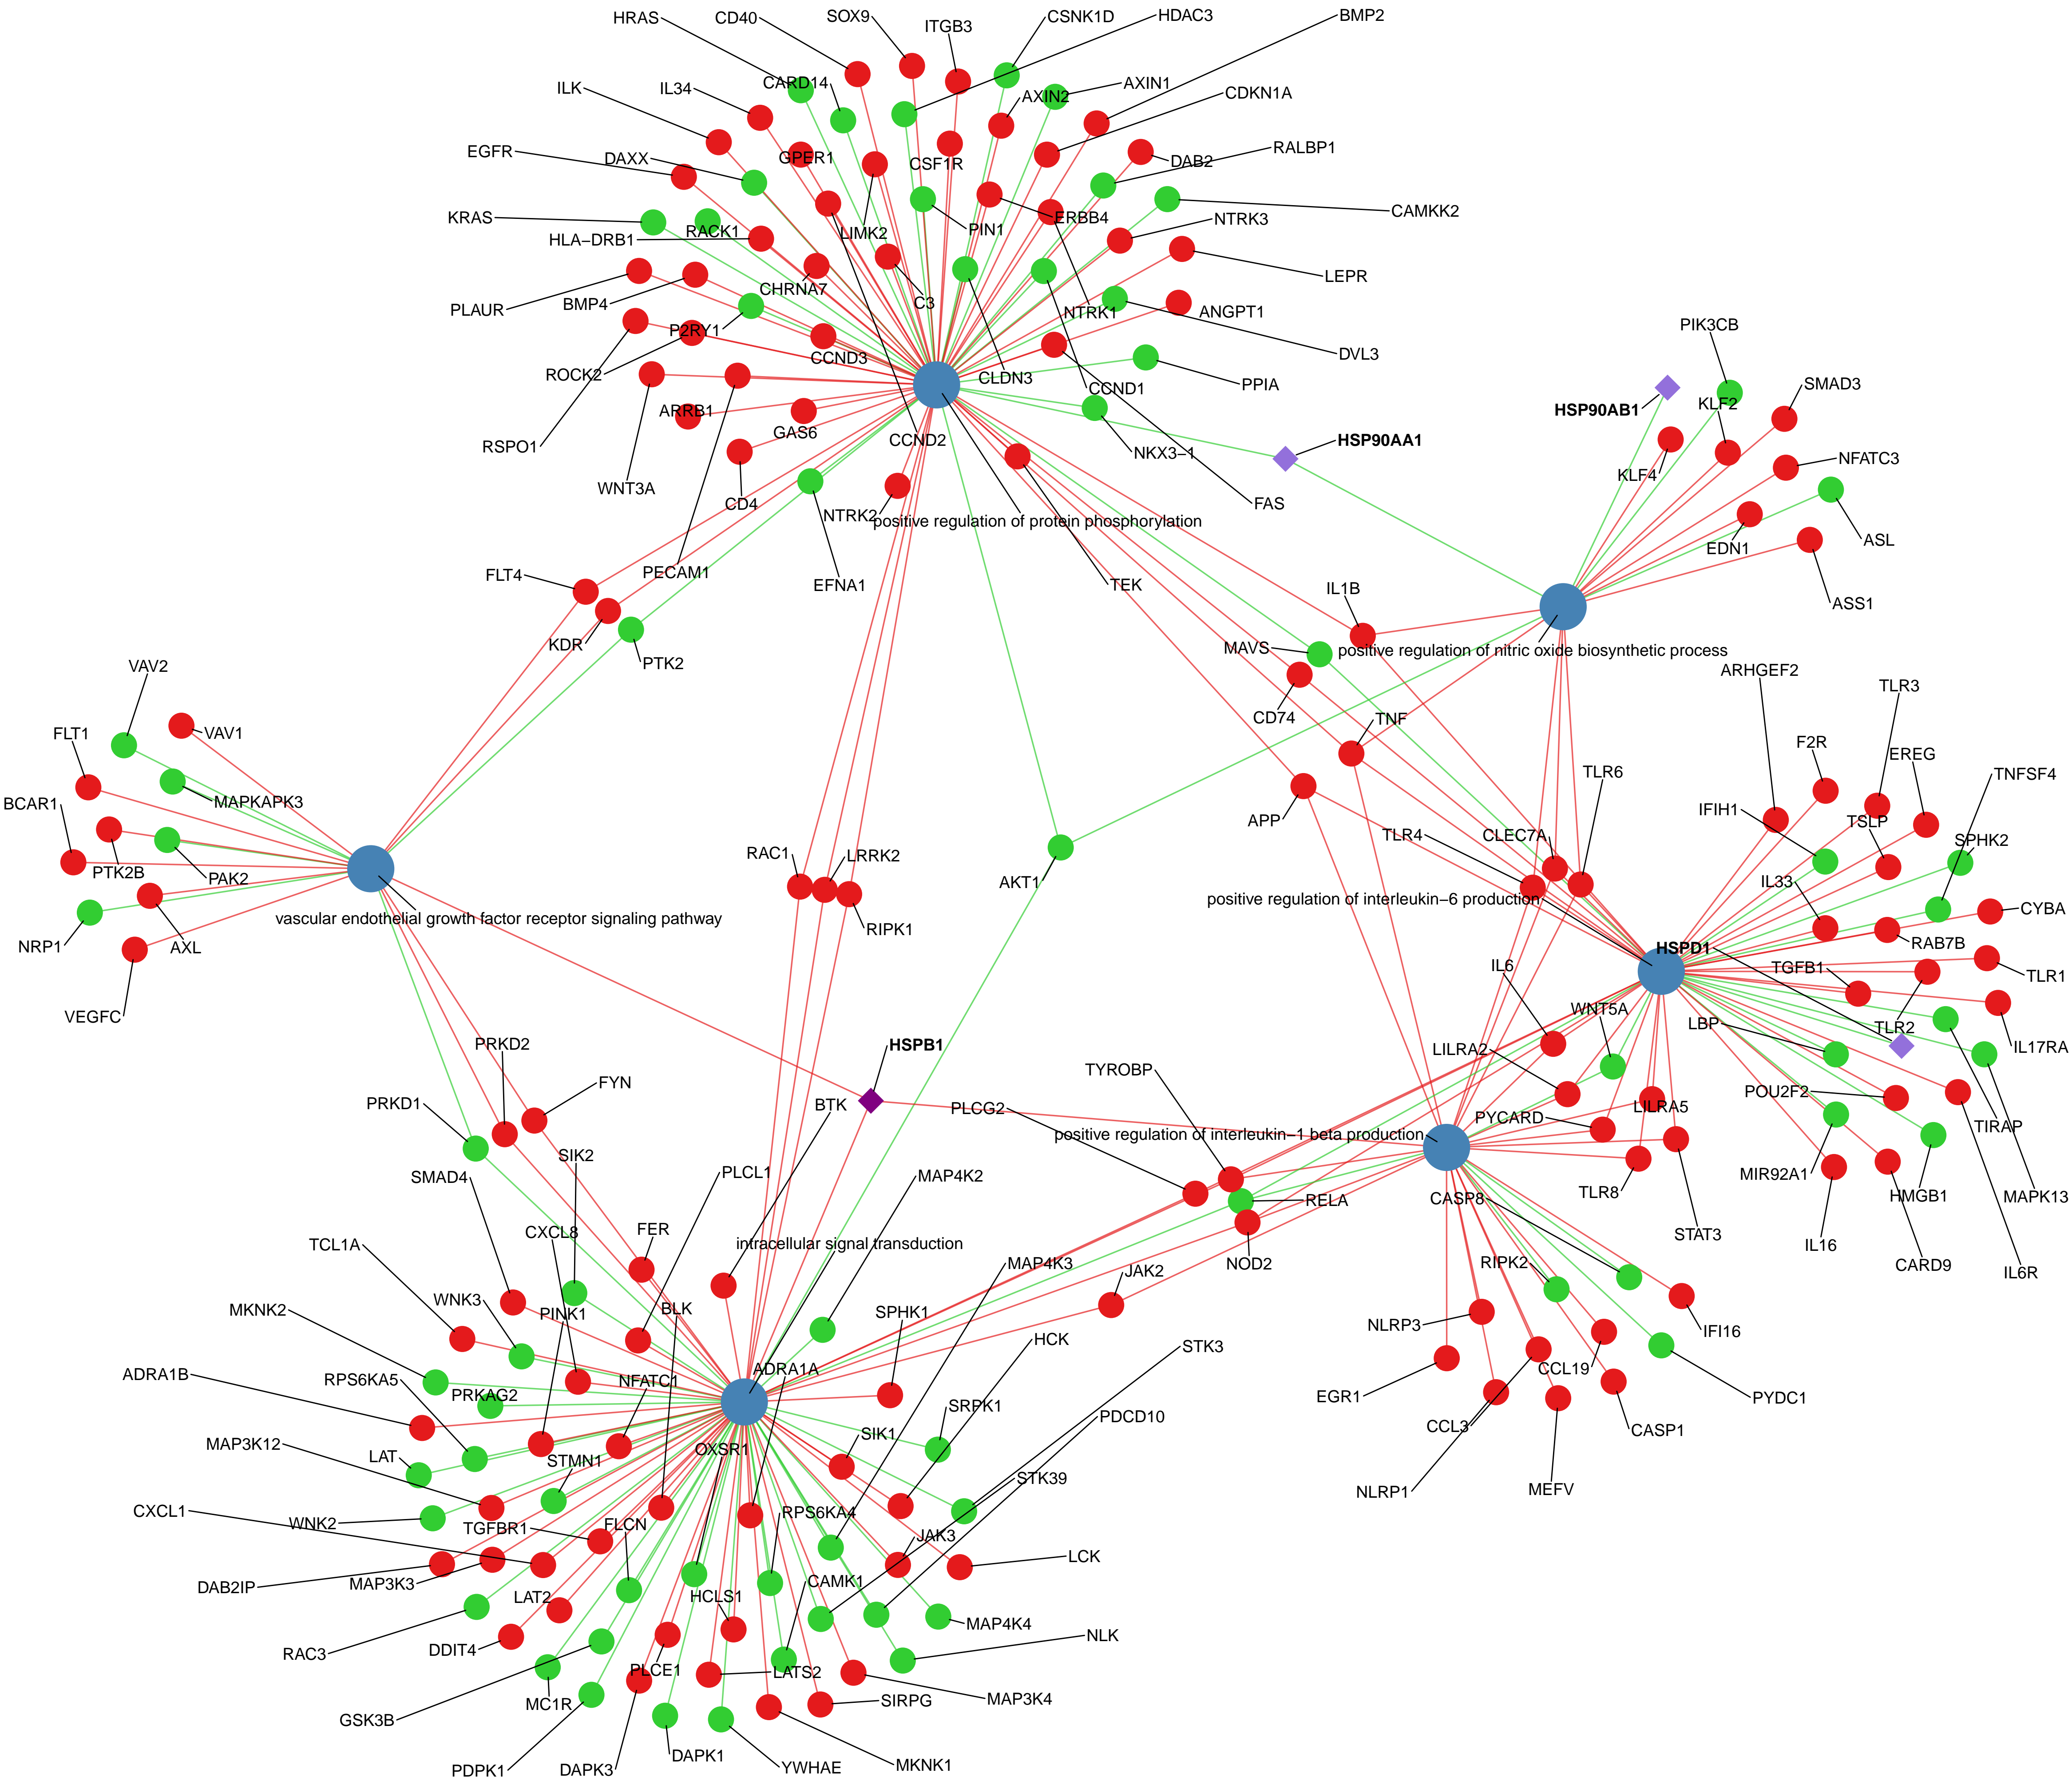 HRAS
CD40
SOX9
ITGB3
CSNK1D
HDAC3
BMP2
ILK
IL34
CARD14
AXIN2
AXIN1
CDKN1A
EGFR
DAXX
GPER1
CSF1R
DAB2
RALBP1
KRAS
HLA−DRB1
RACK1
LIMK2
PIN1
ERBB4
NTRK3
CAMKK2
PLAUR
BMP4
CHRNA7
C3
NTRK1
ANGPT1
LEPR
P2RY1
CCND3
DVL3
PIK3CB
ROCK2
CLDN3
CCND1
PPIA
SMAD3
ARRB1
GAS6
CCND2
HSP90AA1
HSP90AB1
KLF2
RSPO1
WNT3A
CD4
NTRK2
NKX3−1
FAS
KLF4
NFATC3
positive regulation of protein phosphorylation
EDN1
ASL
FLT4
PECAM1
EFNA1
TEK
IL1B
ASS1
KDR
PTK2
MAVS
positive regulation of nitric oxide biosynthetic process
VAV2
ARHGEF2
TLR3
FLT1
VAV1
CD74
TNF
F2R
EREG
BCAR1
MAPKAPK3
TLR6
TNFSF4
APP
TLR4
CLEC7A
IFIH1
TSLP
SPHK2
PTK2B
PAK2
RAC1
LRRK2
AKT1
IL33
CYBA
vascular endothelial growth factor receptor signaling pathway
positive regulation of interleukin−6 production
NRP1
AXL
RIPK1
HSPD1
RAB7B
IL6
TGFB1
TLR1
VEGFC
WNT5A
LBP
TLR2
IL17RA
PRKD2
HSPB1
LILRA2
TYROBP
FYN
PRKD1
BTK
PLCG2
PYCARD
LILRA5
POU2F2
TIRAP
positive regulation of interleukin−1 beta production
SIK2
SMAD4
PLCL1
MAP4K2
CASP8
RELA
TLR8
MIR92A1
HMGB1
MAPK13
CXCL8
FER
intracellular signal transduction
STAT3
TCL1A
MAP4K3
NOD2
RIPK2
IL16
CARD9
IL6R
MKNK2
WNK3
PINK1
BLK
SPHK1
JAK2
NLRP3
IFI16
HCK
STK3
ADRA1B
RPS6KA5
PRKAG2
NFATC1
ADRA1A
EGR1
CCL19
PYDC1
SRPK1
PDCD10
CCL3
CASP1
MAP3K12
LAT
STMN1
OXSR1
SIK1
STK39
NLRP1
MEFV
CXCL1
WNK2
TGFBR1
FLCN
RPS6KA4
JAK3
LCK
DAB2IP
MAP3K3
LAT2
HCLS1
CAMK1
MAP4K4
RAC3
DDIT4
PLCE1
LATS2
NLK
GSK3B
MC1R
SIRPG
MAP3K4
PDPK1
DAPK3
DAPK1
YWHAE
MKNK1